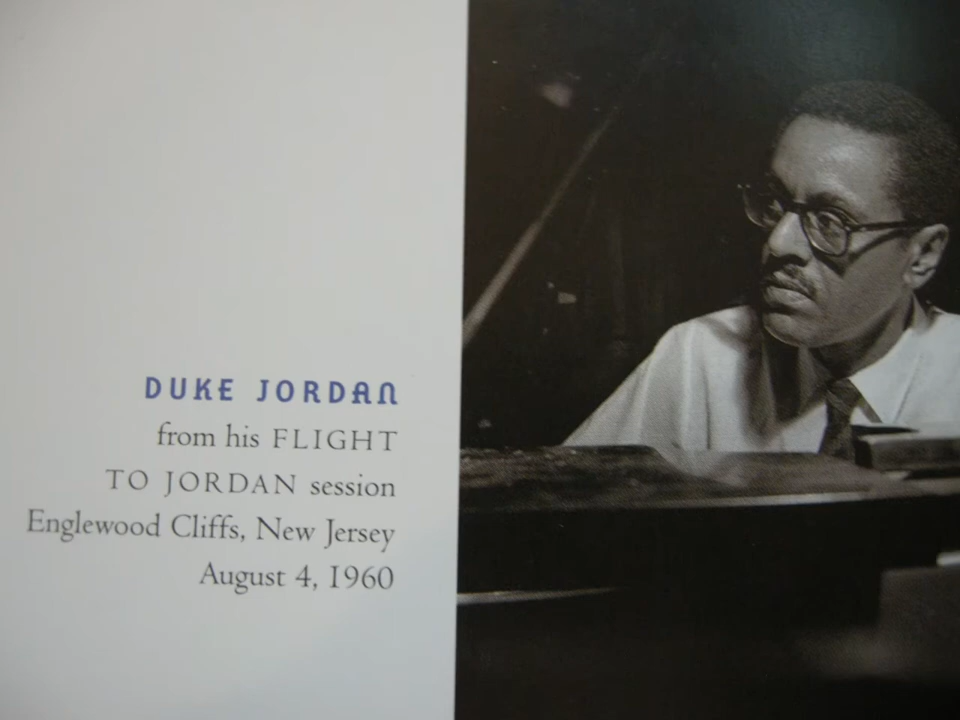 DUKE JORDAN
from his FLIGHT
TO JORDAN session
Englewood Cliffs, New Jersey
August 4, 1960